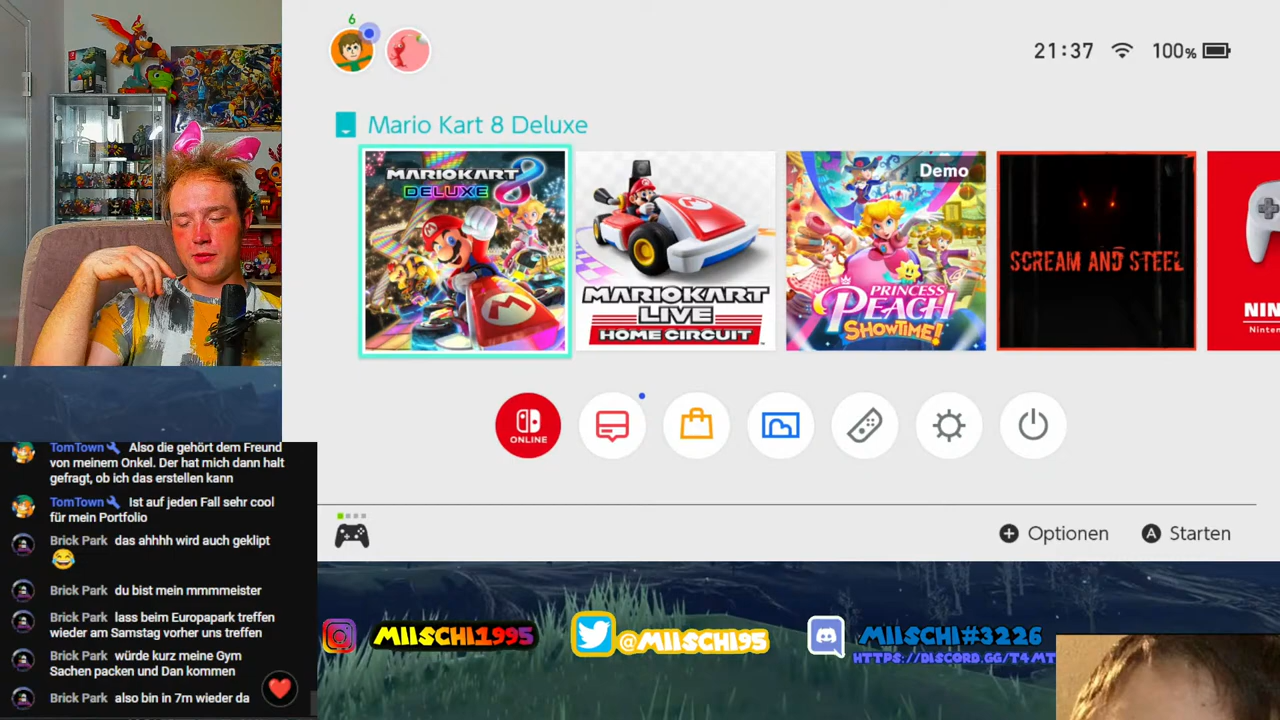 6
21:37
100%
Mario Kart 8 Deluxe
MARIOKART 8
DELUXE
MARIOKART
LIVE
HOME CIRCUIT
Demo
PRINCESS
PEACH
SHOWTIME!
SCREAM AND STEEL
ONLINE
Optionen
A Starten
TomTown Also die gehört dem Freund
von meinem Onkel. Der hat mich dann halt
gefragt, ob ich das erstellen kann
TomTown Ist auf jeden Fall sehr cool
für mein Portfolio
Brick Park das ahhhh wird auch geklipt
😂
Brick Park du bist mein mmmmeister
Brick Park lass beim Europapark treffen
wieder am Samstag vorher uns treffen
Brick Park würde kurz meine Gym
Sachen packen und Dan kommen
Brick Park also bin in 7m wieder da
MIISCHI1995
@MIISCHI95
MIISCHI#3226
HTTPS://DISCORD.GG/T4MT